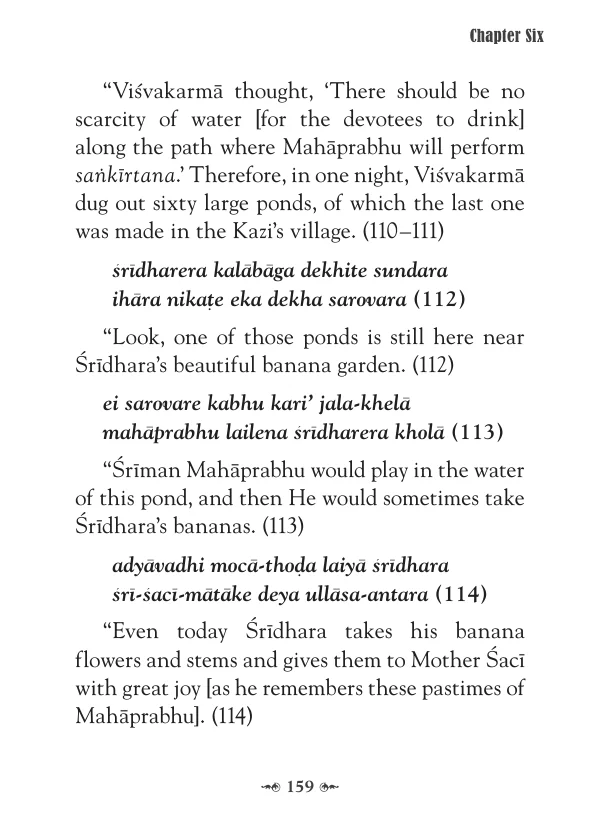 Chapter Six
“Viśvakarmā thought, ‘There should be no
scarcity of water [for the devotees to drink]
along the path where Mahāprabhu will perform
saṅkīrtana.’ Therefore, in one night, Viśvakarmā
dug out sixty large ponds, of which the last one
was made in the Kazi’s village. (110–111)
śrīdharera kalābāga dekhite sundara
ihāra nikaṭe eka dekha sarovara (112)
“Look, one of those ponds is still here near
Śrīdhara’s beautiful banana garden. (112)
ei sarovare kabhu kari’ jala-khelā
mahāprabhu lailena śrīdharera kholā (113)
“Śrīman Mahāprabhu would play in the water
of this pond, and then He would sometimes take
Śrīdhara’s bananas. (113)
adyāvadhi mocā-thoḍa laiyā śrīdhara
śrī-śacī-mātāke deya ullāsa-antara (114)
“Even today Śrīdhara takes his banana
flowers and stems and gives them to Mother Śacī
with great joy [as he remembers these pastimes of
Mahāprabhu]. (114)
159